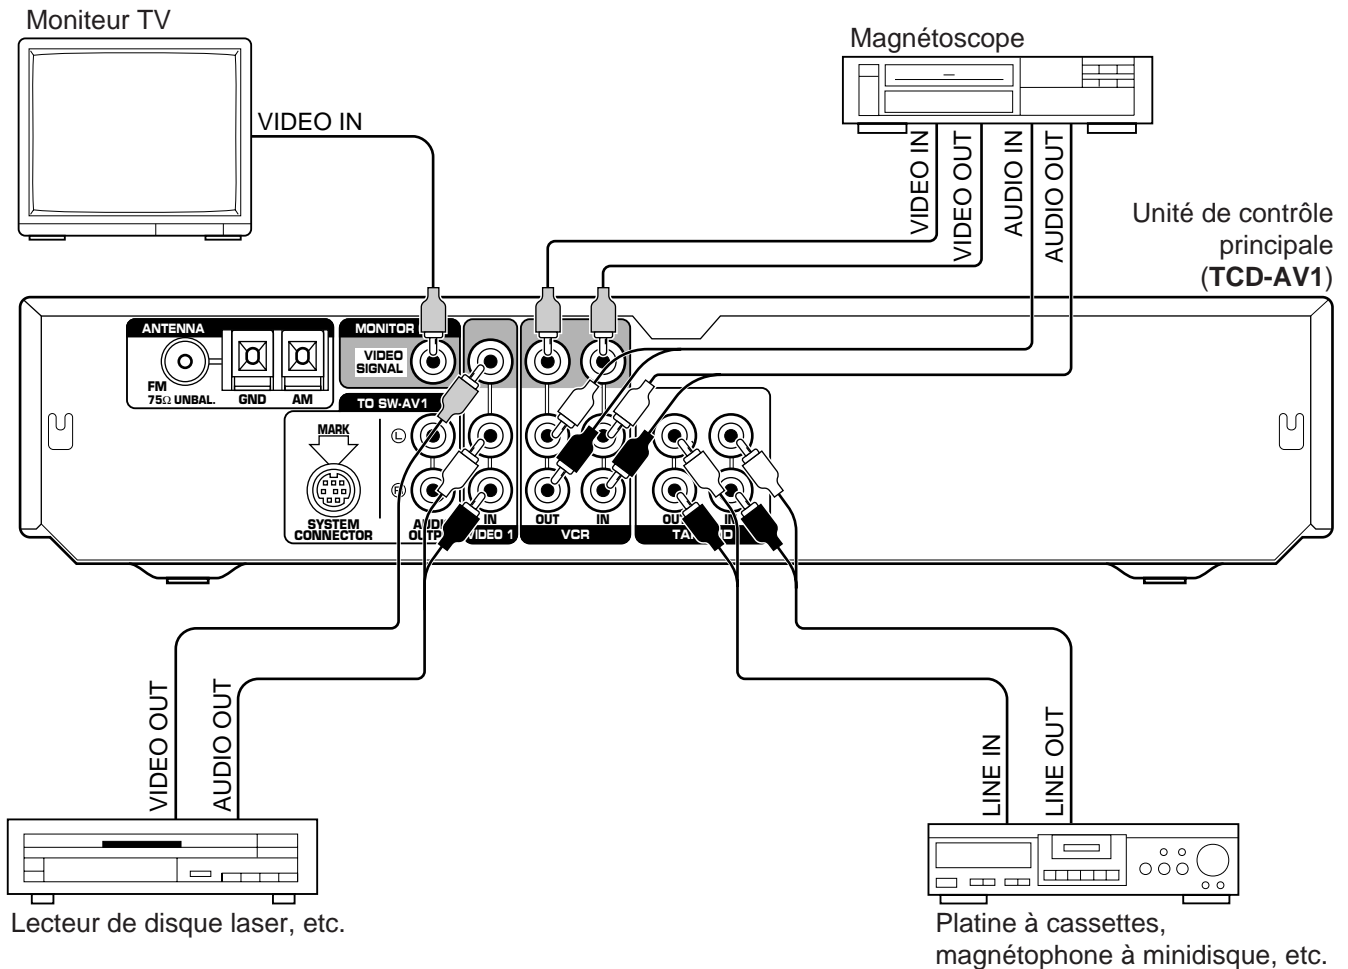 Moniteur TV
Magnétoscope
VIDEO IN
VIDEO IN
VIDEO OUT
AUDIO IN
AUDIO OUT
Unité de contrôle
principale
(TCD-AV1)
ANTENNA
MONITOR
VIDEO
SIGNAL
FM
75Ω UNBAL.
GND
AM
TO SW-AV1
MARK
L
R
SYSTEM
CONNECTOR
IN
OUT
IN
IN
VIDEO 1
VCR
VIDEO OUT
AUDIO OUT
LINE IN
LINE OUT
Lecteur de disque laser, etc.
Platine à cassettes,
magnétophone à minidisque, etc.